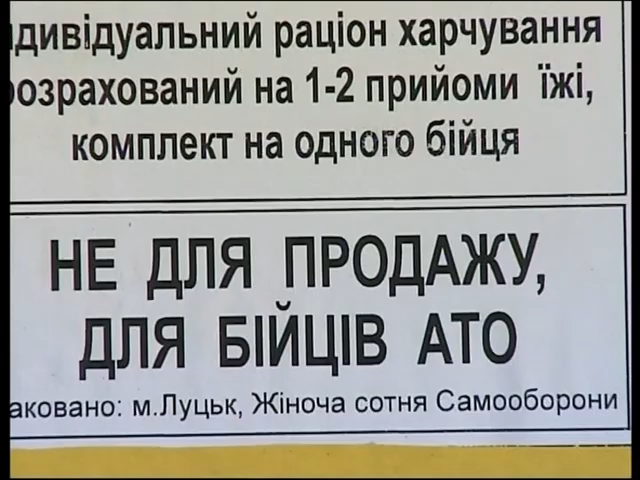 ндивідуальний раціон харчування
розрахований на 1-2 прийоми їжі,
комплект на одного бійця
НЕ ДЛЯ ПРОДАЖУ,
ДЛЯ БІЙЦІВ АТО
аковано: м.Луцьк, Жіноча сотня Самооборони